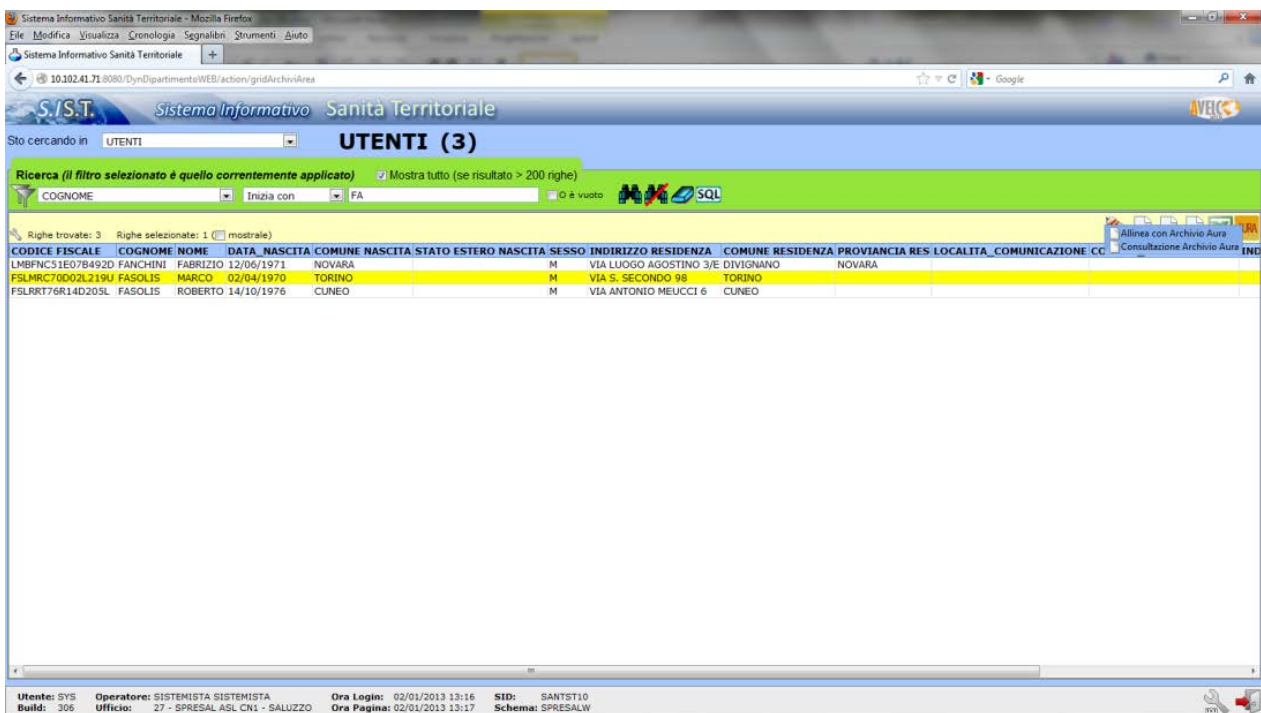 Sistema Informativo Sanità Territoriale - Mozilla Firefox
File Modifica Visualizza Cronologia Segnalibri Strumenti Aiuto
Sistema Informativo Sanità Territoriale +
10.102.41.71:8080/DynDipartimentoWEB/action/gridArchiviArea Google
S.I.S.T. Sistema Informativo Sanità Territoriale
Sto cercando in UTENTI UTENTI (3)
Ricerca (il filtro selezionato è quello correntemente applicato) Mostra tutto (se risultato > 200 righe)
COGNOME Inizia con FA O è vuoto SQL
Righe trovate: 3 Righe selezionate: 1 ( mostrale)
Allinea con Archivio Aura
Consultazione Archivio Aura
CODICE FISCALE COGNOME NOME DATA_NASCITA COMUNE NASCITA STATO ESTERO NASCITA SESSO INDIRIZZO RESIDENZA COMUNE RESIDENZA PROVIANCIA RES LOCALITA_COMUNICAZIONE CO IND
LMBFNC51E07B492D FANCHINI FABRIZIO 12/06/1971 NOVARA M VIA LUOGO AGOSTINO 3/E DIVIGNANO NOVARA
FSLMRC70D02L219U FASOLIS MARCO 02/04/1970 TORINO M VIA S. SECONDO 98 TORINO
FSLRRT76R14D205L FASOLIS ROBERTO 14/10/1976 CUNEO M VIA ANTONIO MEUCCI 6 CUNEO
Utente: SYS Operatore: SISTEMISTA SISTEMISTA Ora Login: 02/01/2013 13:16 SID: SANTST10
Build: 306 Ufficio: 27 - SPRESAL ASL CN1 - SALUZZO Ora Pagina: 02/01/2013 13:17 Schema: SPRESALW